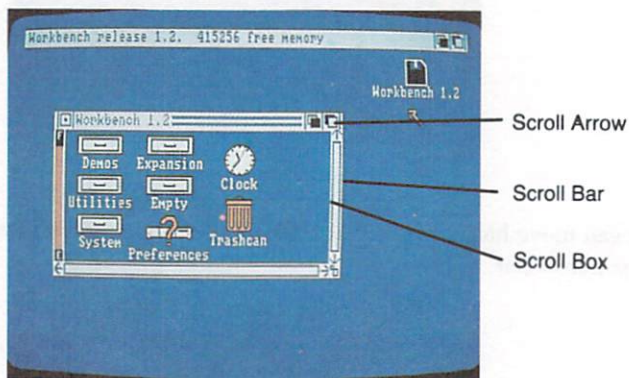 Workbench release 1.2. 415256 free memory
Workbench 1.2
Workbench 1.2
Demos Expansion Clock
Utilities Empty
System Preferences Trashcan
Scroll Arrow
Scroll Bar
Scroll Box